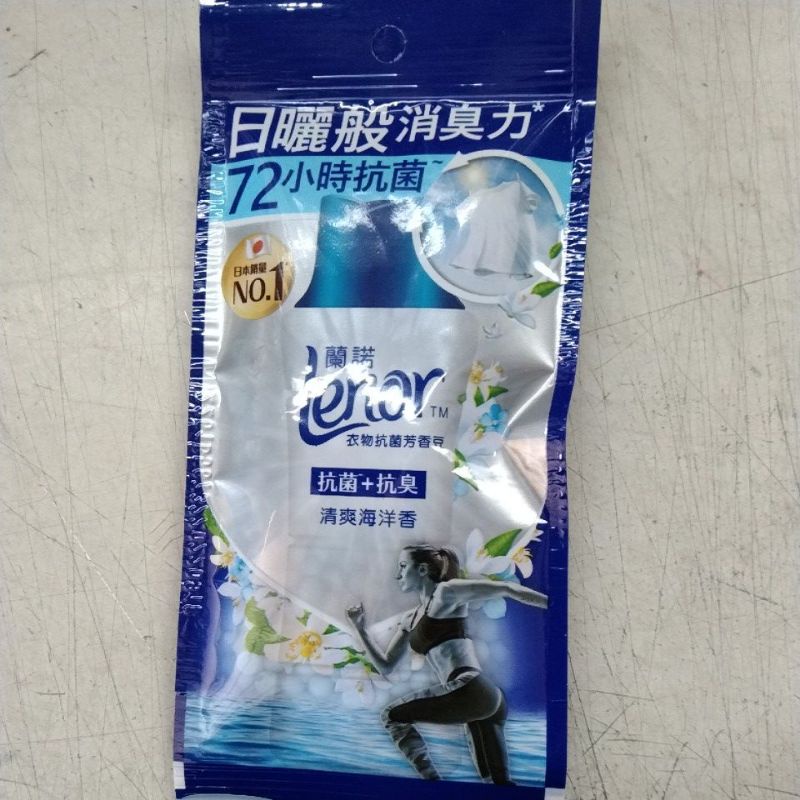 日曬般消臭力*
72小時抗菌~
日本銷量
NO.1
蘭諾
Lenor™
衣物抗菌芳香豆
抗菌+抗臭
清爽海洋香